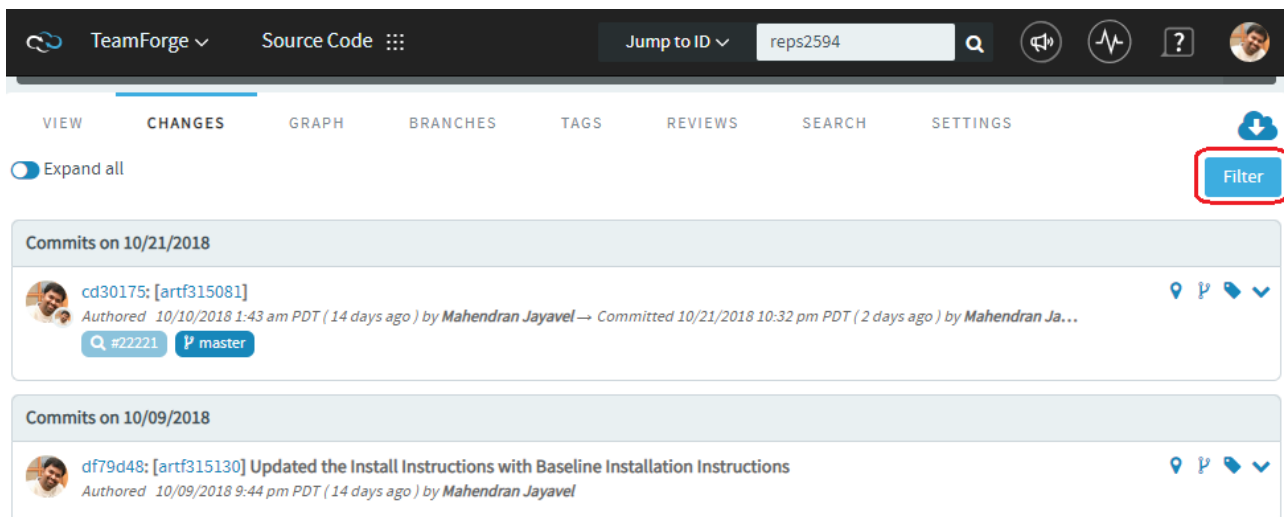 TeamForge Source Code Jump to ID reps2594 ?
VIEW CHANGES GRAPH BRANCHES TAGS REVIEWS SEARCH SETTINGS
Expand all
Filter
Commits on 10/21/2018
cd30175: [artf315081]
Authored 10/10/2018 1:43 am PDT ( 14 days ago ) by Mahendran Jayavel → Committed 10/21/2018 10:32 pm PDT ( 2 days ago ) by Mahendran Ja...
#22221 master
Commits on 10/09/2018
df79d48: [artf315130] Updated the Install Instructions with Baseline Installation Instructions
Authored 10/09/2018 9:44 pm PDT ( 14 days ago ) by Mahendran Jayavel